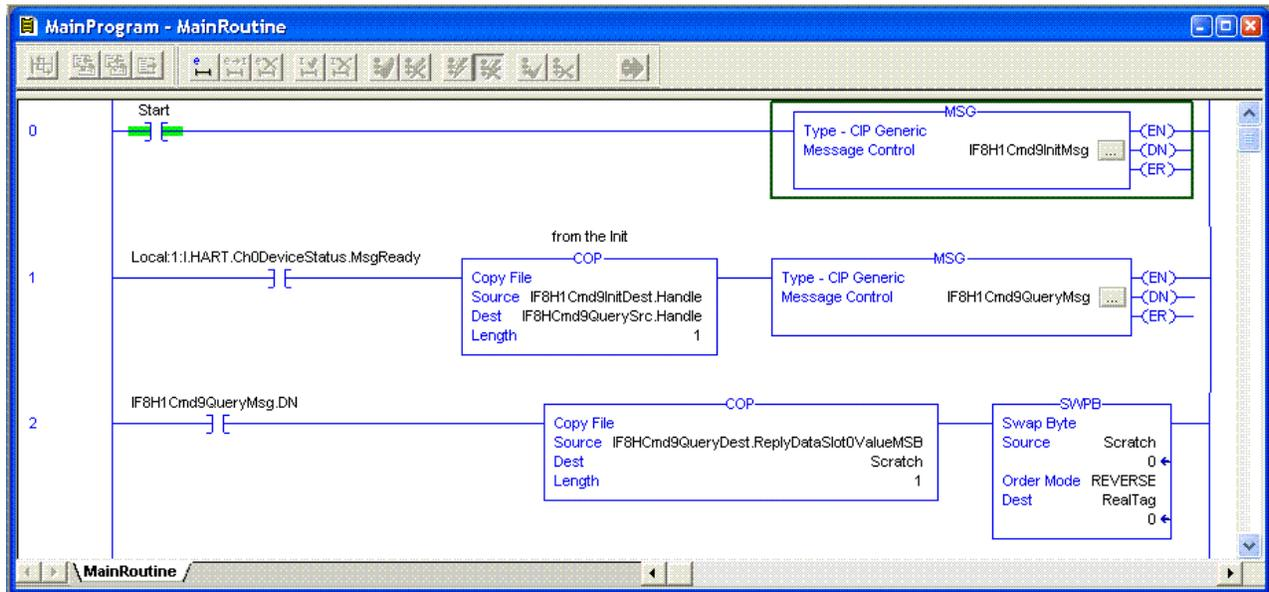 MainProgram - MainRoutine
Start
0
MSG
Type - CIP Generic
Message Control IF8H1Cmd9InitMsg ...
EN
DN
ER
from the Init
Local:1:I.HART.Ch0DeviceStatus.MsgReady
1
COP
Copy File
Source IF8H1Cmd9InitDest.Handle
Dest IF8HCmd9QuerySrc.Handle
Length 1
MSG
Type - CIP Generic
Message Control IF8H1Cmd9QueryMsg ...
EN
DN
ER
IF8H1Cmd9QueryMsg.DN
2
COP
Copy File
Source IF8HCmd9QueryDest.ReplyDataSlot0ValueMSB
Dest Scratch
Length 1
SWPB
Swap Byte
Source Scratch
0
Order Mode REVERSE
Dest RealTag
0
MainRoutine